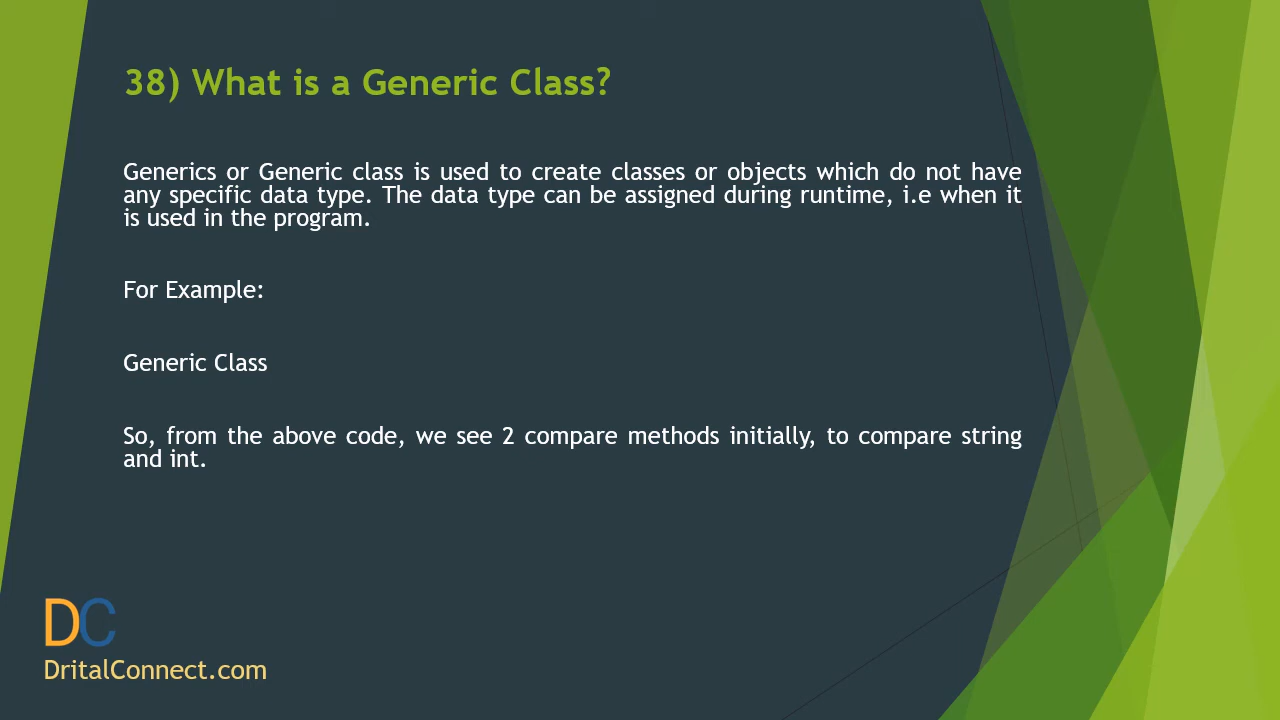 38) What is a Generic Class?
Generics or Generic class is used to create classes or objects which do not have
any specific data type. The data type can be assigned during runtime, i.e when it
is used in the program.
For Example:
Generic Class
So, from the above code, we see 2 compare methods initially, to compare string
and int.
DC
DritalConnect.com